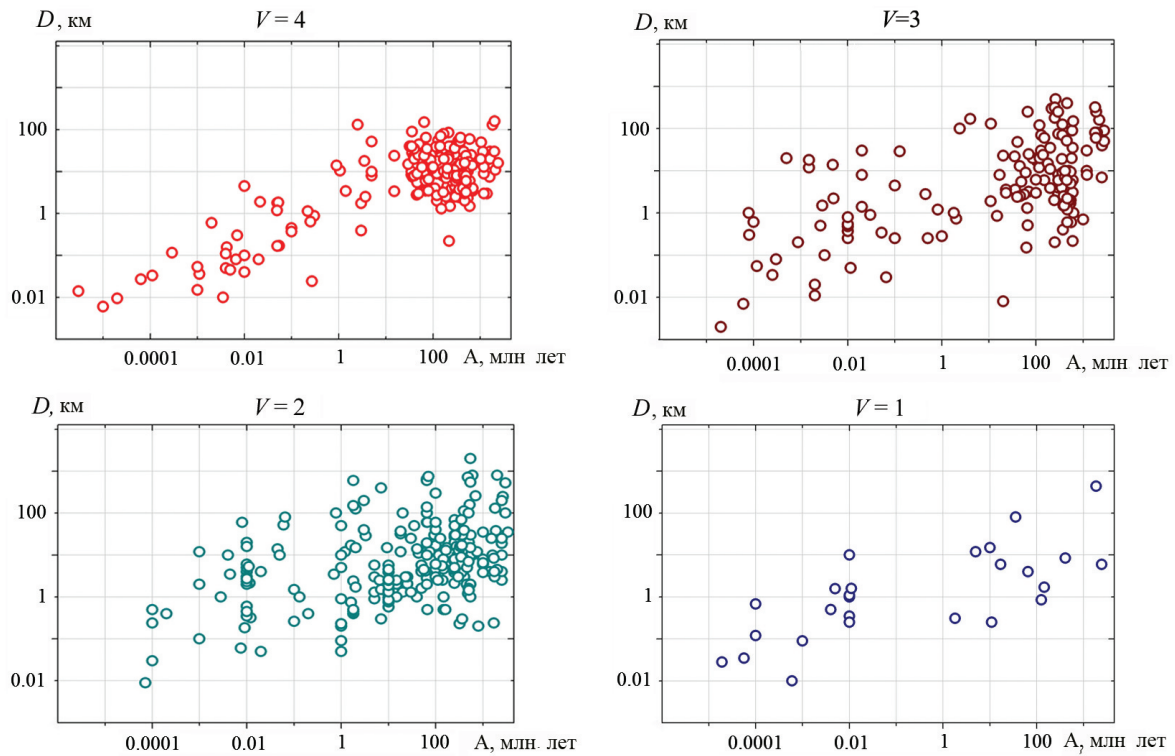 D, км V = 4
100
1
0.01
0.0001 0.01 1 100 А, млн лет
D, км V=3
100
1
0.01
0.0001 0.01 1 100 А, млн лет
D, км V = 2
100
1
0.01
0.0001 0.01 1 100 А, млн. лет
D, км V = 1
100
1
0.01
0.0001 0.01 1 100 А, млн лет